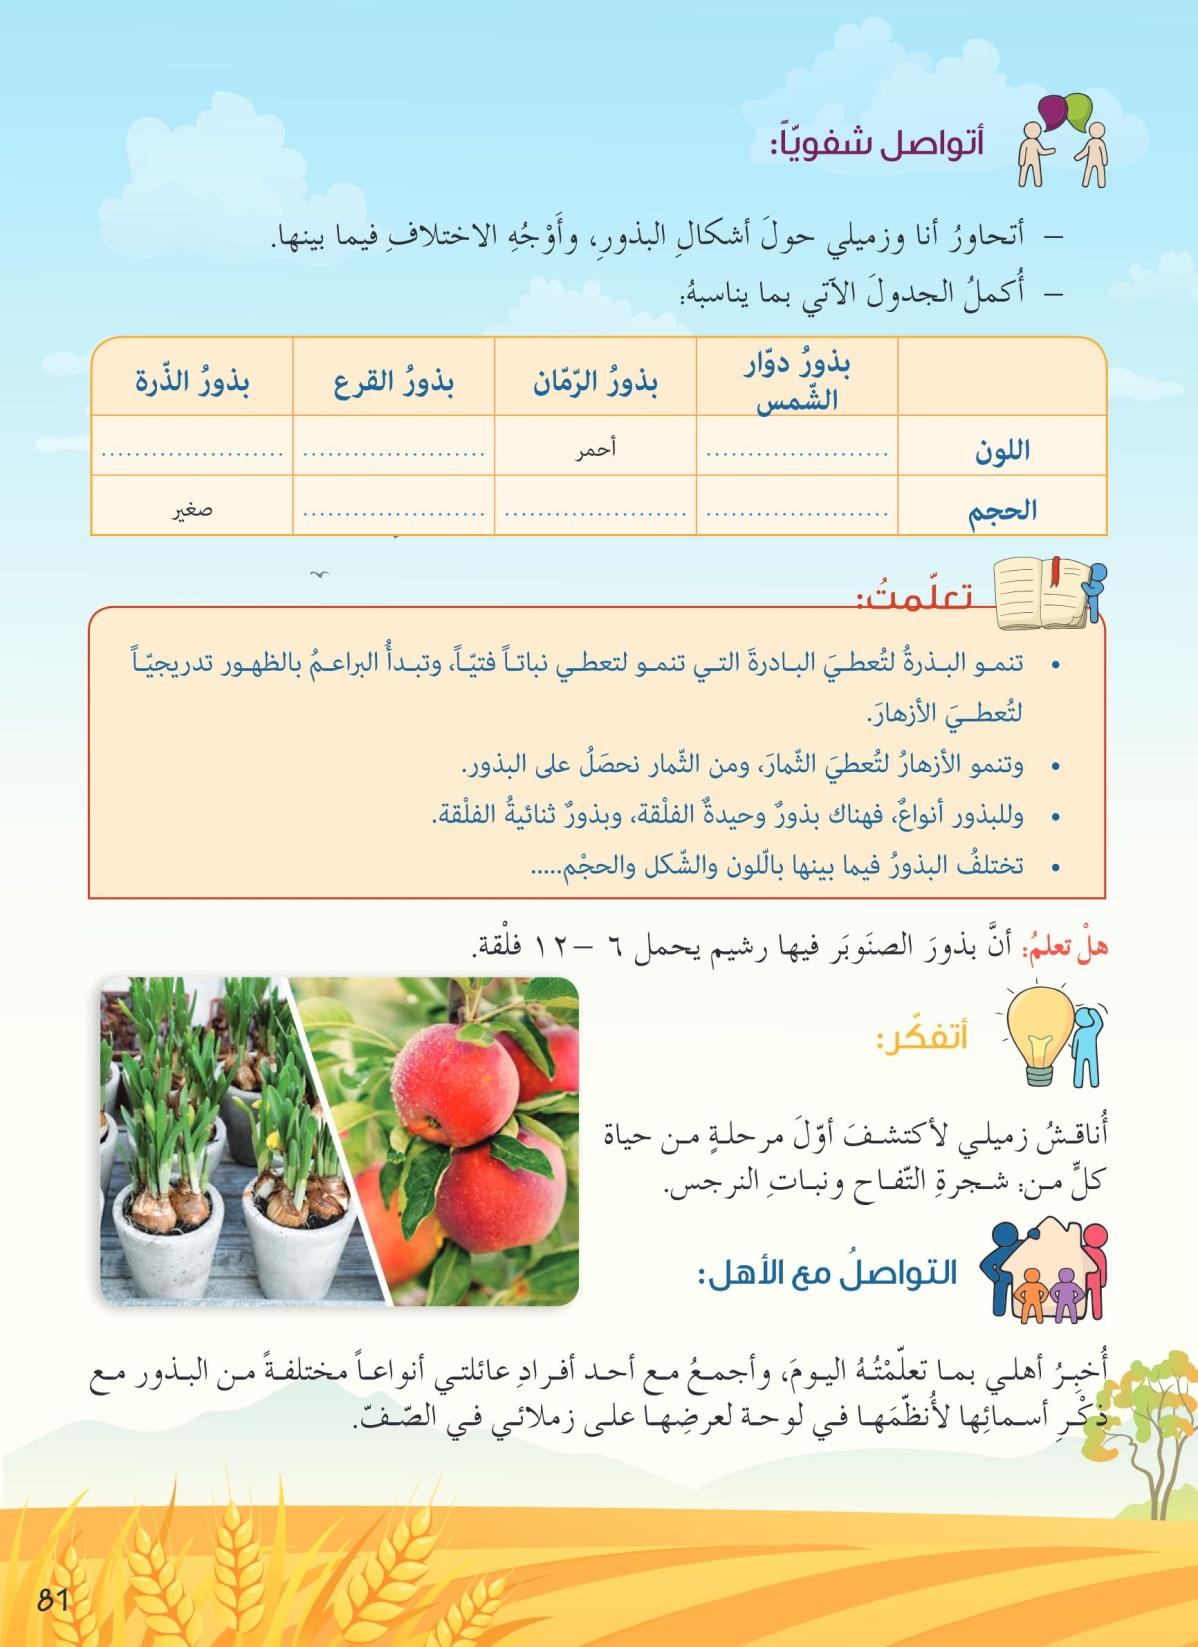 أتواصل شفويّاً:
– أتحاورُ أنا وزميلي حولَ أشكالِ البذورِ، وأَوْجُهِ الاختلافِ فيما بينها.
– أُكملُ الجدولَ الآتي بما يناسبهُ:
بذورُ دوّار الشّمس	بذورُ الرّمّان	بذورُ القرع	بذورُ الذّرة
اللون	.....................	أحمر	.....................	.....................
الحجم	.....................	.....................	.....................	صغير
تعلّمتُ:
• تنمو البذرةُ لتُعطيَ البادرةَ التي تنمو لتعطي نباتاً فتيّاً، وتبدأُ البراعمُ بالظهور تدريجيّاً
لتُعطيَ الأزهارَ.
• وتنمو الأزهارُ لتُعطيَ الثّمارَ، ومن الثّمار نحصَلُ على البذور.
• وللبذور أنواعٌ، فهناك بذورٌ وحيدةٌ الفلْقة، وبذورٌ ثنائيةُ الفلْقة.
• تختلفُ البذورُ فيما بينها باللّون والشّكل والحجْم.....
هلْ تعلمُ: أنَّ بذورَ الصنَوبَر فيها رشيم يحمل ٦ –١٢ فلْقة.
أتفكّر:
أُناقشُ زميلي لأكتشفَ أوّلَ مرحلةٍ من حياة
كلٍّ من: شجرةِ التّفاح ونباتِ النرجس.
التواصلُ مع الأهل:
أُخبِرُ أهلي بما تعلّمْتُهُ اليومَ، وأجمعُ مع أحد أفرادِ عائلتي أنواعاً مختلفةً من البذور مع
ذكْرِ أسمائِها لأُنظّمَها في لوحة لعرضِها على زملائي في الصّفّ.
81